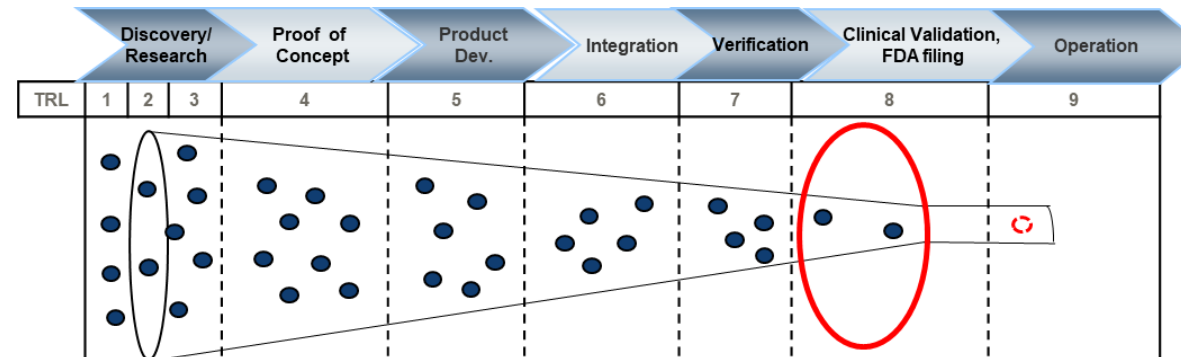 Discovery/
Research
Proof of
Concept
Product
Dev.
Integration
Verification
Clinical Validation,
FDA filing
Operation
TRL 1 2 3 4 5 6 7 8 9